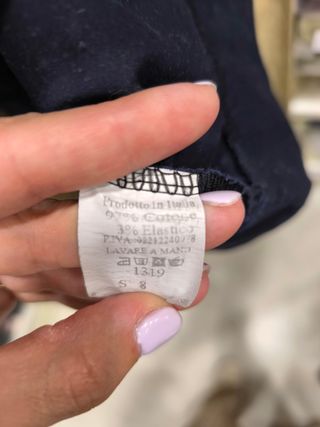 Prodotto in Italia
97% Cotone
3% Elastico
P.IVA
LAVARE A MANO
1319
S 8